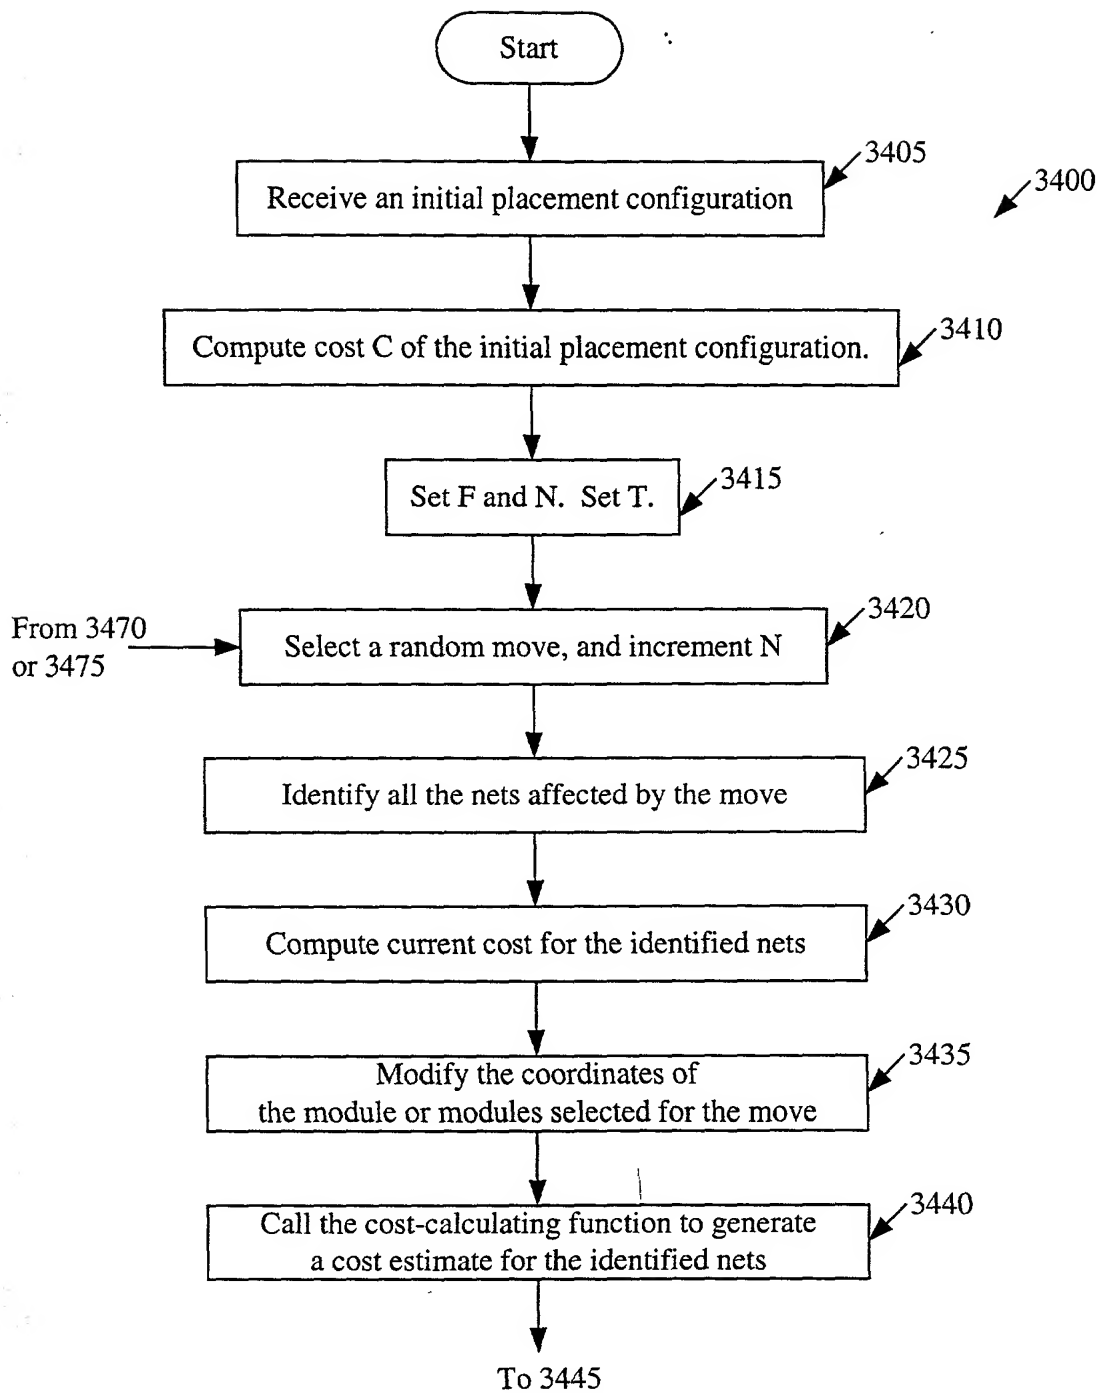 Start
3405
3400
Receive an initial placement configuration
3410
Compute cost C of the initial placement configuration.
3415
Set F and N.  Set T.
3420
From 3470
or 3475
Select a random move, and increment N
3425
Identify all the nets affected by the move
3430
Compute current cost for the identified nets
3435
Modify the coordinates of
the module or modules selected for the move
3440
Call the cost-calculating function to generate
a cost estimate for the identified nets
To 3445